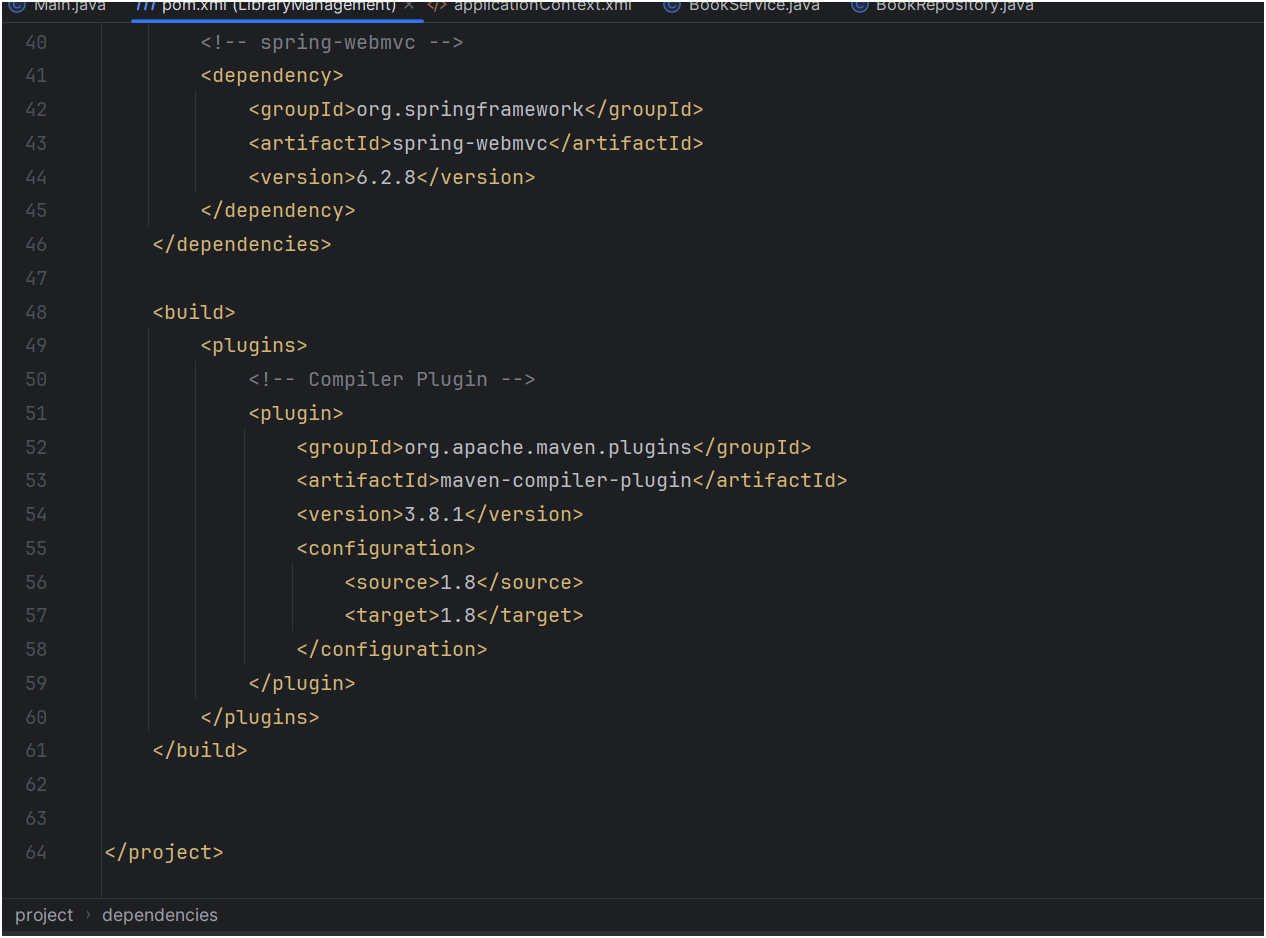 Main.java pom.xml (LibraryManagement) applicationContext.xml BookService.java BookRepository.java
40 <!-- spring-webmvc -->
41 <dependency>
42 <groupId>org.springframework</groupId>
43 <artifactId>spring-webmvc</artifactId>
44 <version>6.2.8</version>
45 </dependency>
46 </dependencies>
47
48 <build>
49 <plugins>
50 <!-- Compiler Plugin -->
51 <plugin>
52 <groupId>org.apache.maven.plugins</groupId>
53 <artifactId>maven-compiler-plugin</artifactId>
54 <version>3.8.1</version>
55 <configuration>
56 <source>1.8</source>
57 <target>1.8</target>
58 </configuration>
59 </plugin>
60 </plugins>
61 </build>
62
63
64 </project>
project › dependencies